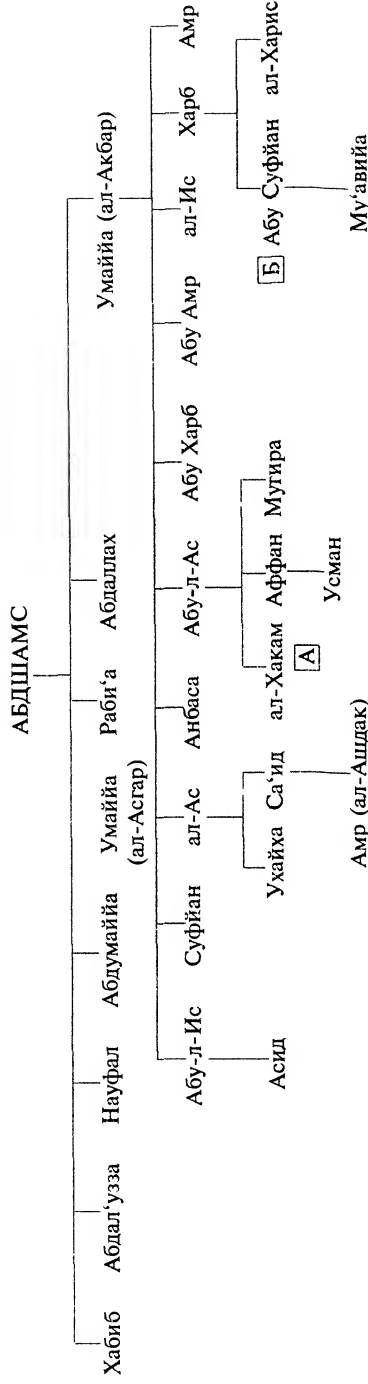 АБДШАМС
Хабиб Абдал‘узза Науфал Абдумаййа Умаййа Раби‘а Абдаллах Умаййа (ал-Акбар)
(ал-Асгар)
Абу-л-Ис Суфйан ал-Ас Анбаса Абу-л-Ас Абу Харб Абу Амр ал-Ис Харб Амр
Асид Ухайха Са‘ид ал-Хакам Аффан Мугира Б Абу Суфйан ал-Харис
А
Амр (ал-Ашдак) Усман Му‘авийа